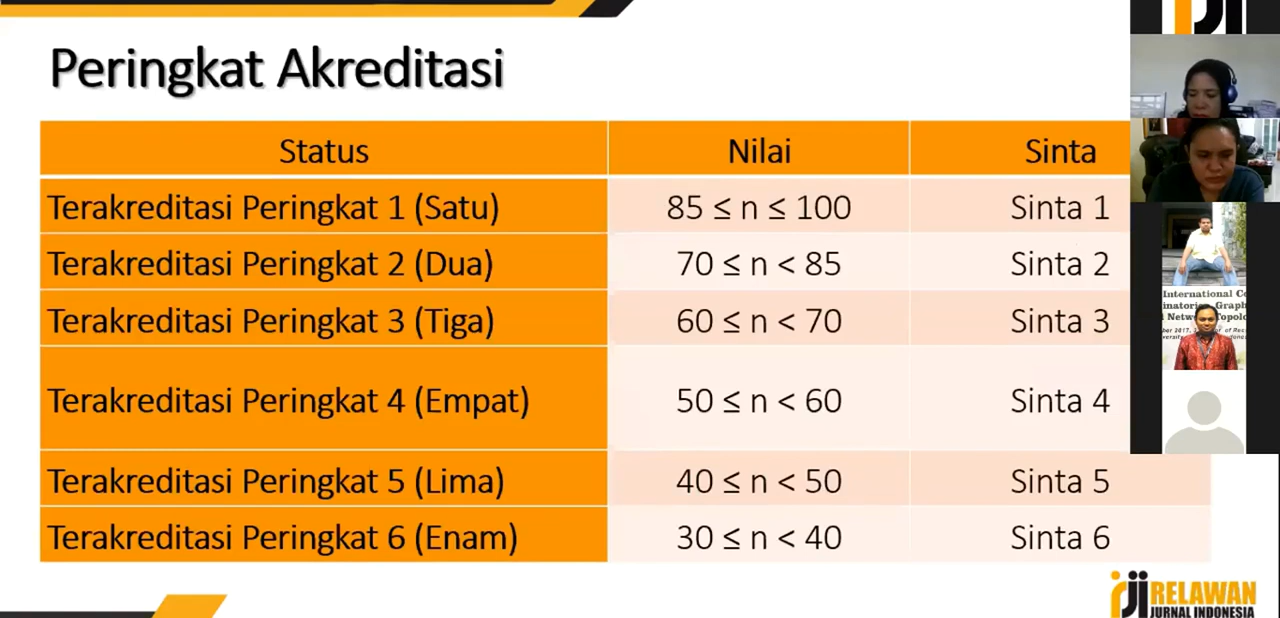 Peringkat Akreditasi
Status Nilai Sinta
Terakreditasi Peringkat 1 (Satu) 85 ≤ n ≤ 100 Sinta 1
Terakreditasi Peringkat 2 (Dua) 70 ≤ n < 85 Sinta 2
Terakreditasi Peringkat 3 (Tiga) 60 ≤ n < 70 Sinta 3
Terakreditasi Peringkat 4 (Empat) 50 ≤ n < 60 Sinta 4
Terakreditasi Peringkat 5 (Lima) 40 ≤ n < 50 Sinta 5
Terakreditasi Peringkat 6 (Enam) 30 ≤ n < 40 Sinta 6
International
RELAWAN
JURNAL INDONESIA